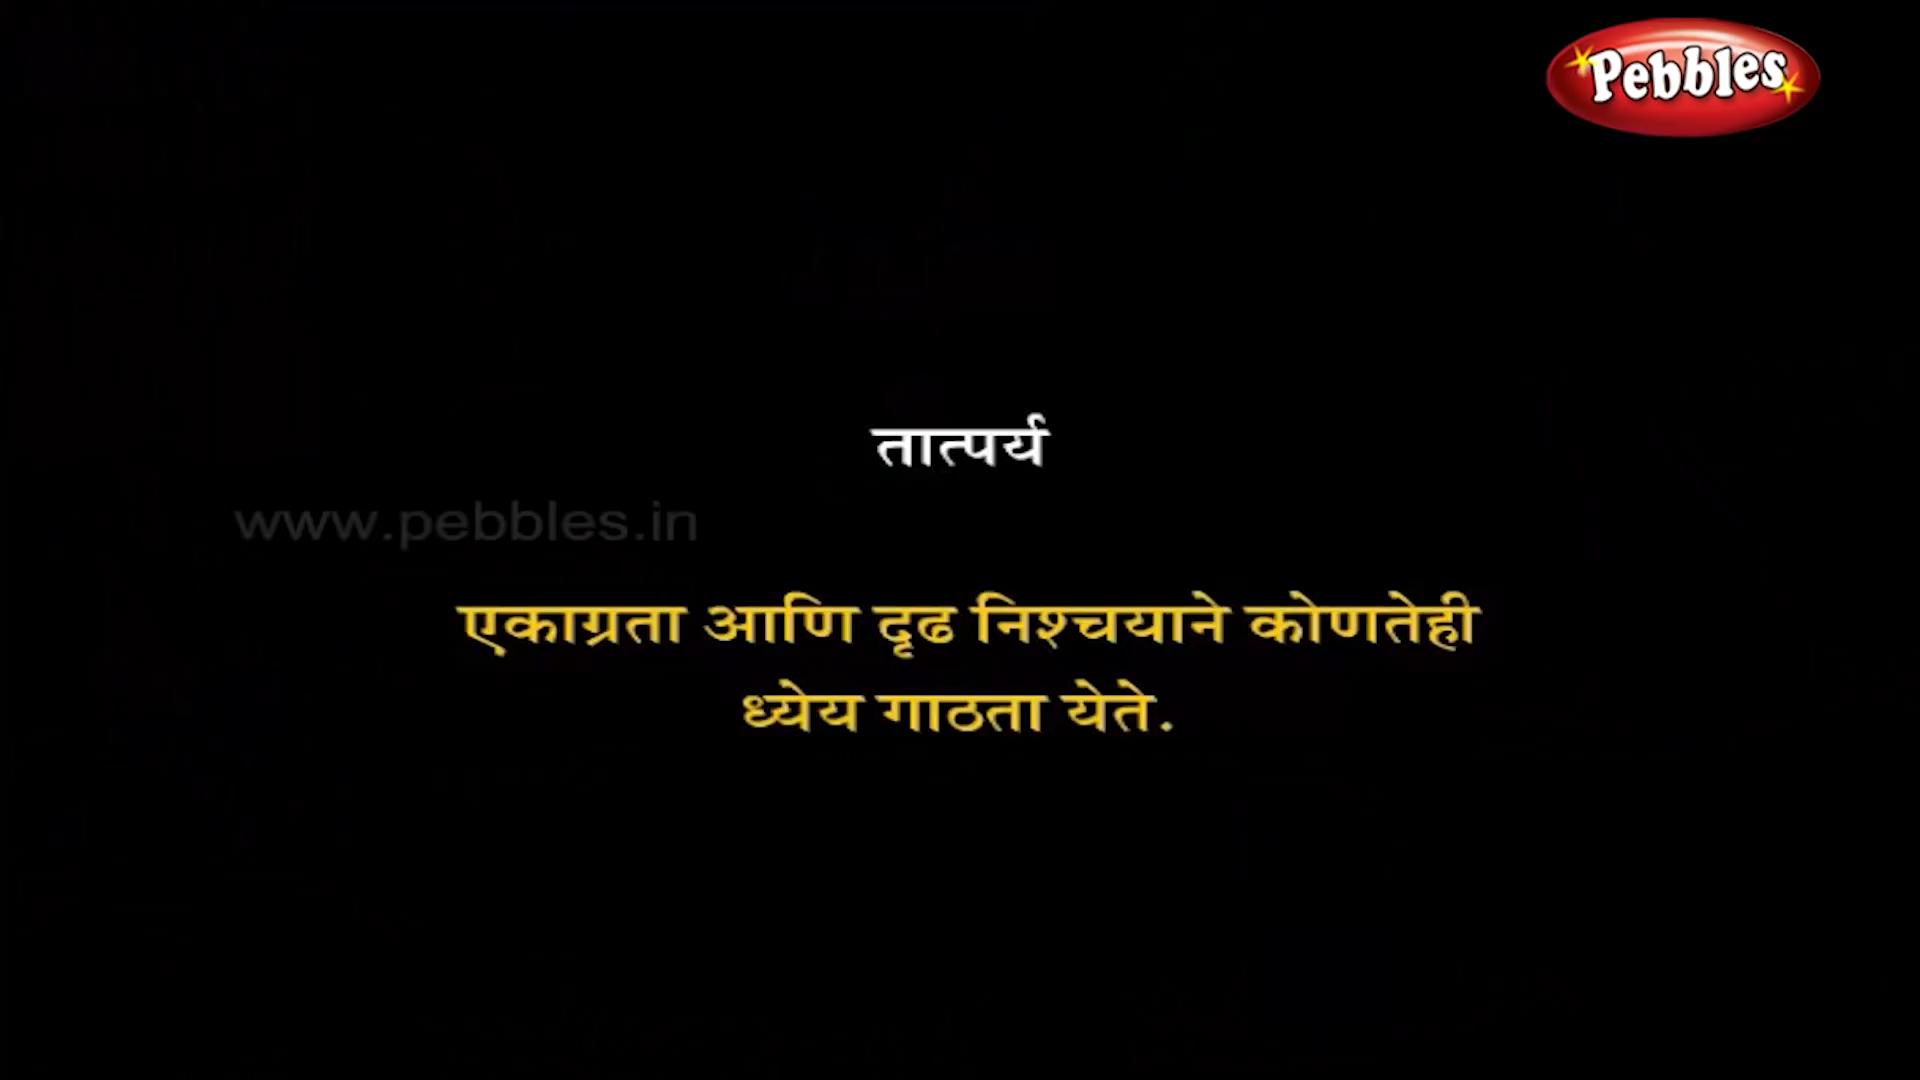 Pebbles
तात्पर्य
www.pebbles.in
एकाग्रता आणि दृढ निश्चयाने कोणतेही
ध्येय गाठता येते.